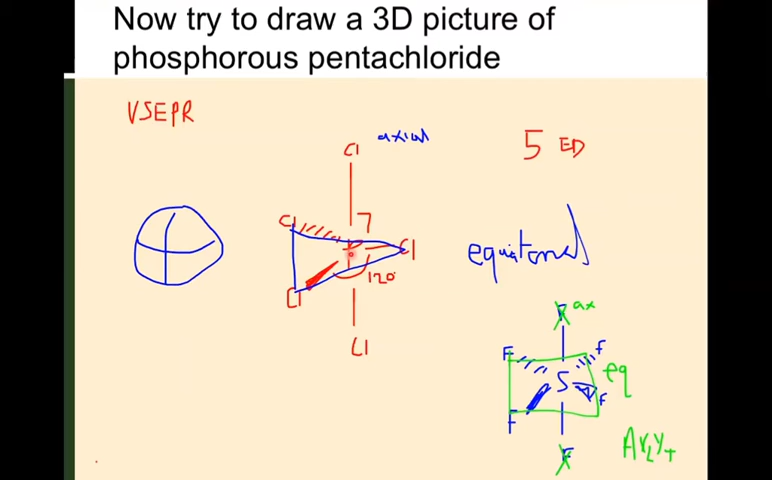 Now try to draw a 3D picture of
phosphorous pentachloride
VSEPR
axial
Cl
5 ED
Cl
Cl
120
Cl
Cl
equitorial
ax
F
F
S
eq
F
F